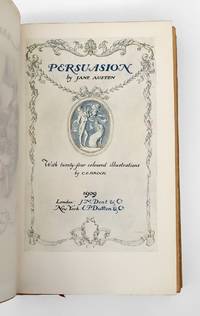 PERSUASION
by JANE AUSTEN
With twenty-four coloured illustrations
by C.E.BROCK
1909
London: J.M.Dent & Co
New York: E.P.Dutton & Co